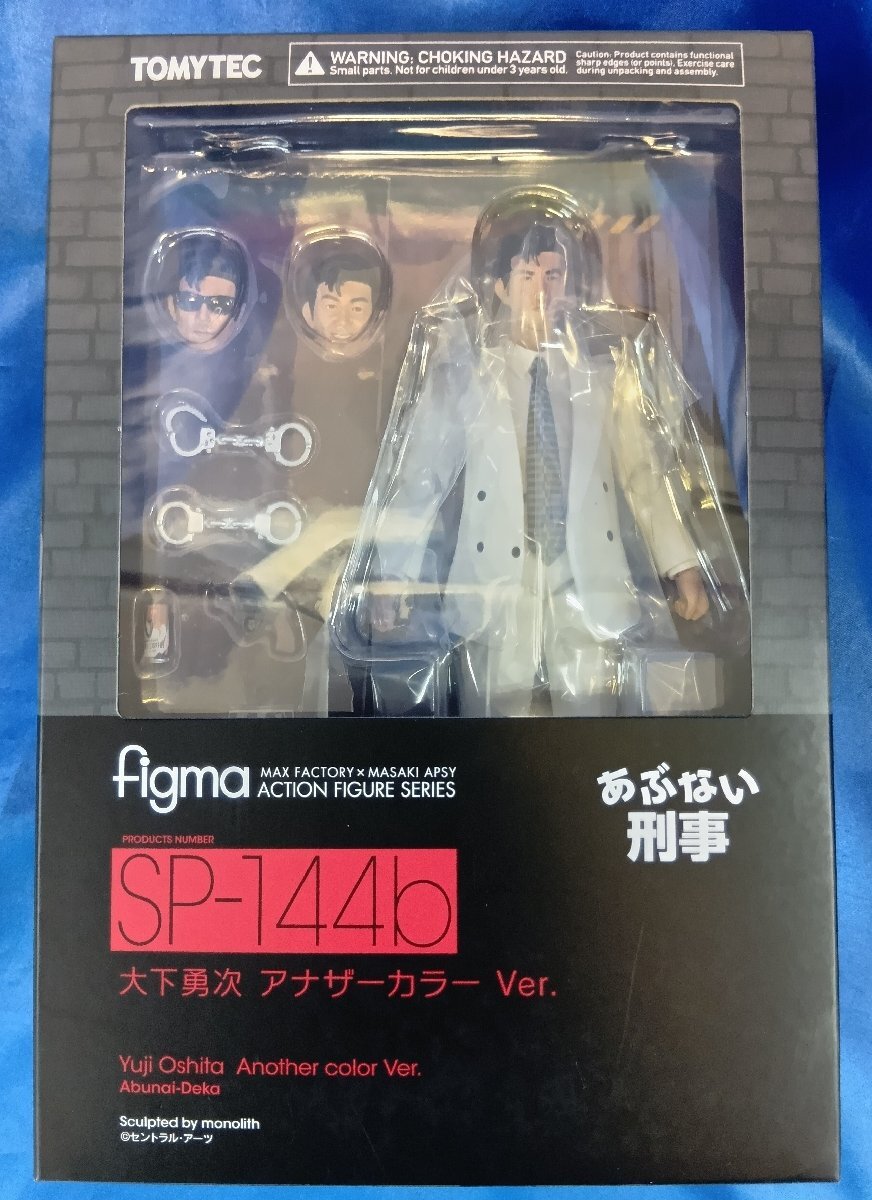 TOMYTEC
WARNING: CHOKING HAZARD
Small parts. Not for children under 3 years old.
Caution: Product contains functional
sharp edges (or points). Exercise care
during unpacking and assembly.
figma
MAX FACTORY × MASAKI APSY
ACTION FIGURE SERIES
あぶない
刑事
PRODUCTS NUMBER
SP-144b
大下勇次 アナザーカラー Ver.
Yuji Oshita Another color Ver.
Abunai-Deka
Sculpted by monolith
©セントラル・アーツ